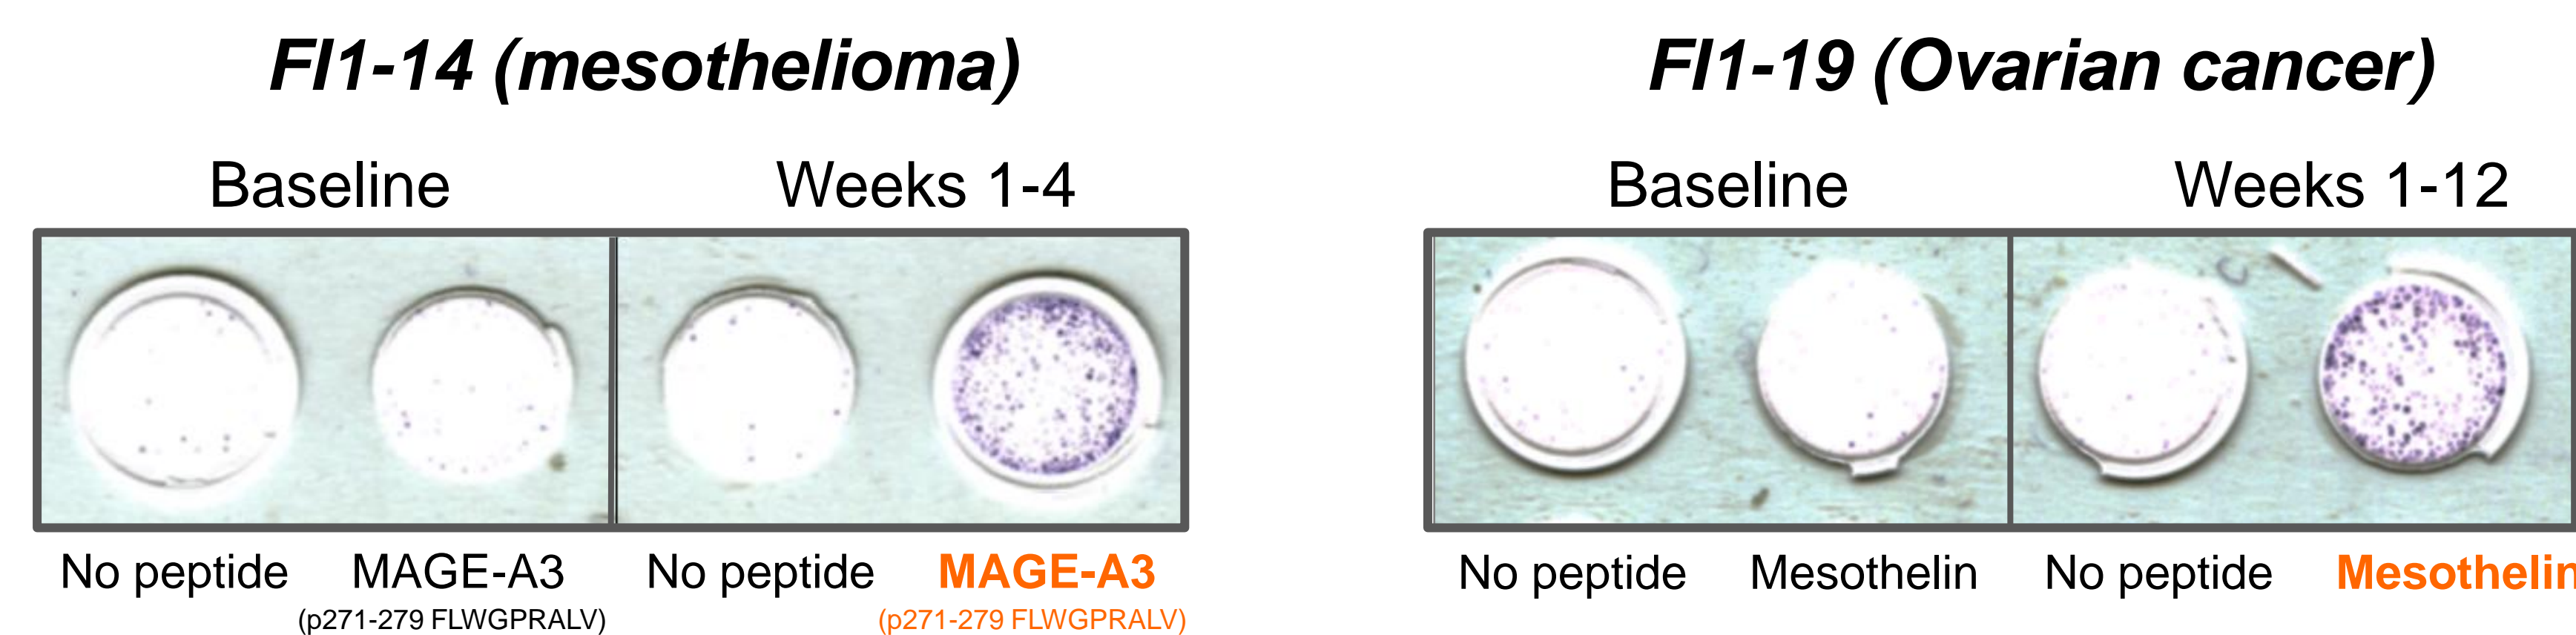 FI1-14 (mesothelioma)
Baseline
Weeks 1-4
No peptide
MAGE-A3
(p271-279 FLWGPRALV)
No peptide
MAGE-A3
(p271-279 FLWGPRALV)
FI1-19 (Ovarian cancer)
Baseline
Weeks 1-12
No peptide
Mesothelin
No peptide
Mesothelin